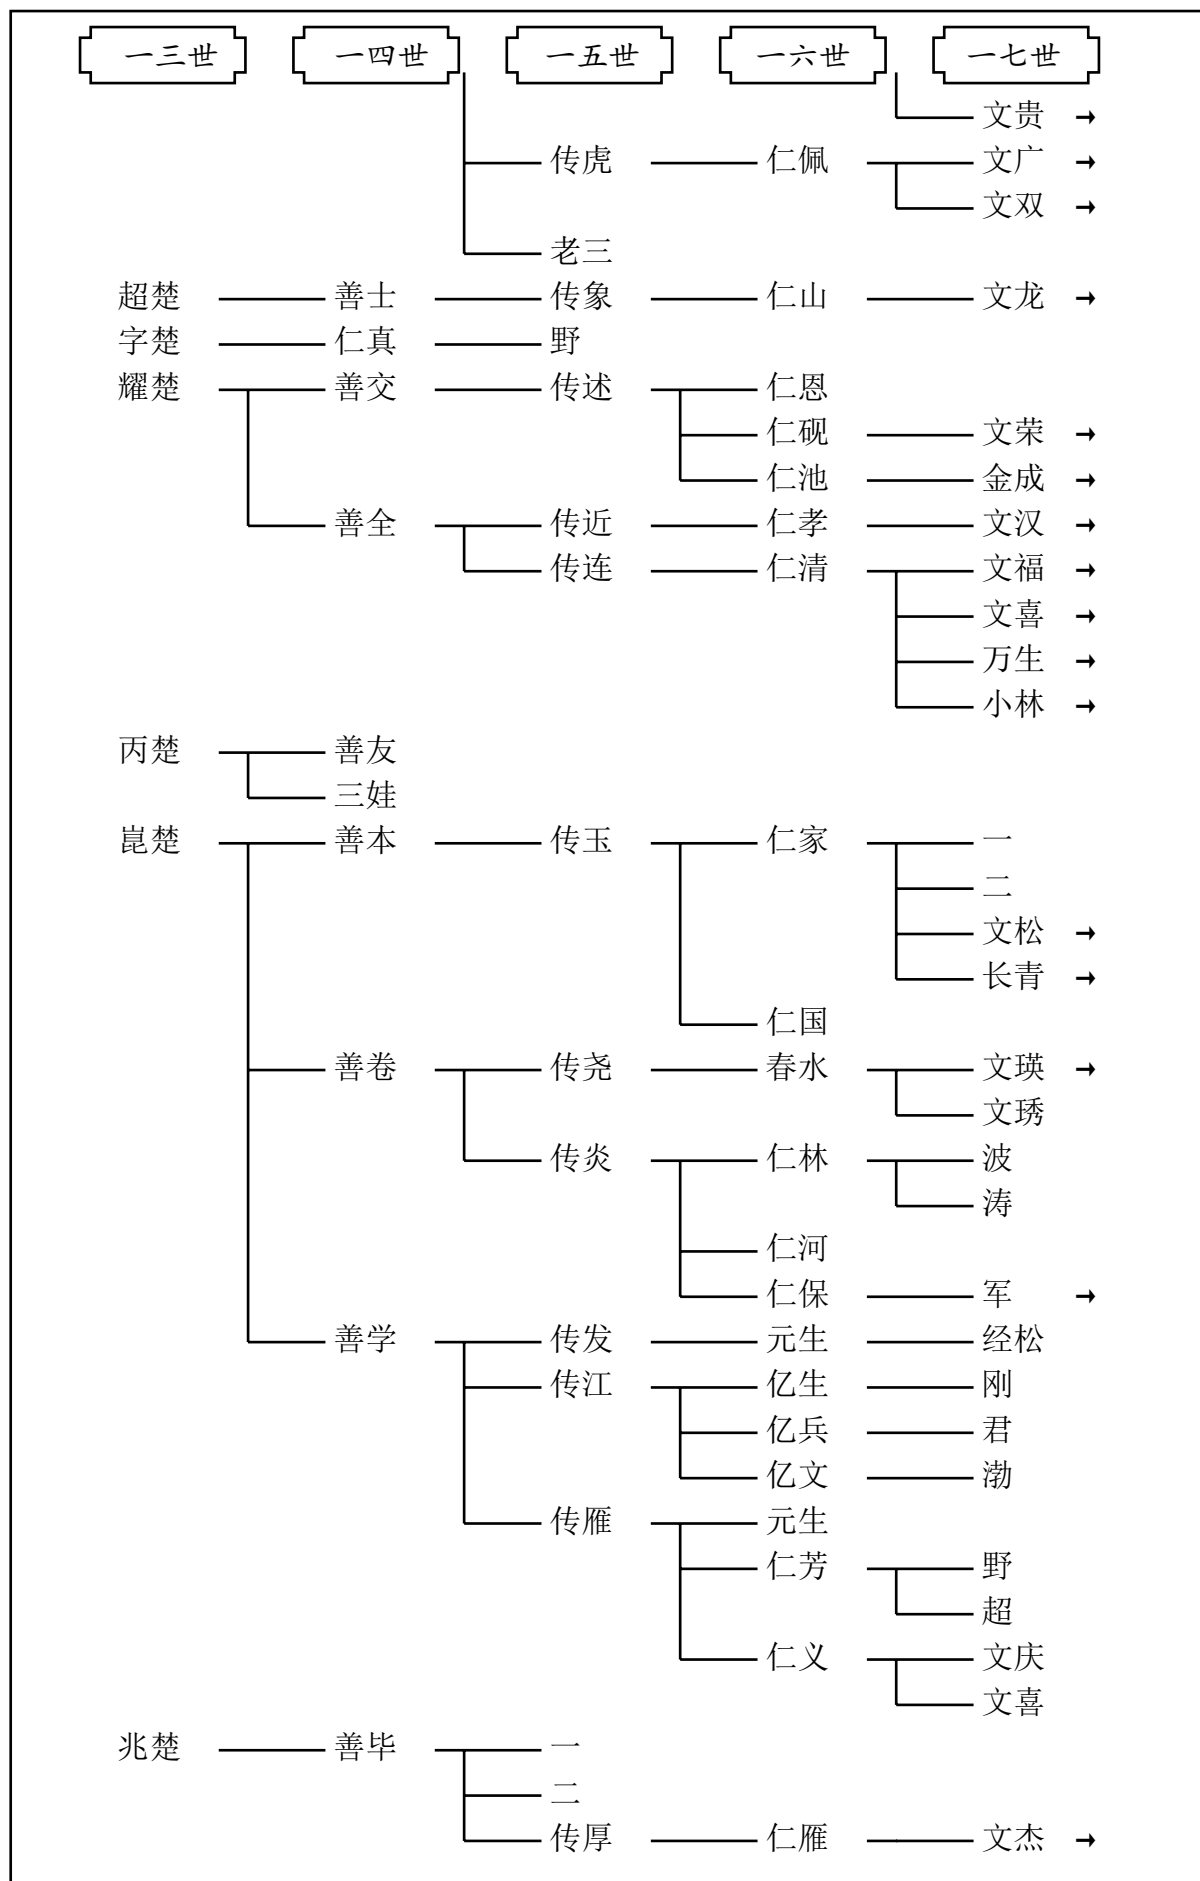 一三世 一四世 一五世 一六世 一七世
文贵 →
传虎 仁佩 文广 →
文双 →
老三
超楚 善士 传象 仁山 文龙 →
字楚 仁真 野
耀楚 善交 传述 仁恩
仁砚 文荣 →
仁池 金成 →
善全 传近 仁孝 文汉 →
传连 仁清 文福 →
文喜 →
万生 →
小林 →
丙楚 善友
三娃
崑楚 善本 传玉 仁家 一
二
文松 →
长青 →
仁国
善卷 传尧 春水 文瑛 →
文琇
传炎 仁林 波
涛
仁河
仁保 军 →
善学 传发 元生 经松
传江 亿生 刚
亿兵 君
亿文 渤
传雁 元生
仁芳 野
超
仁义 文庆
文喜
兆楚 善毕 一
二
传厚 仁雁 文杰 →